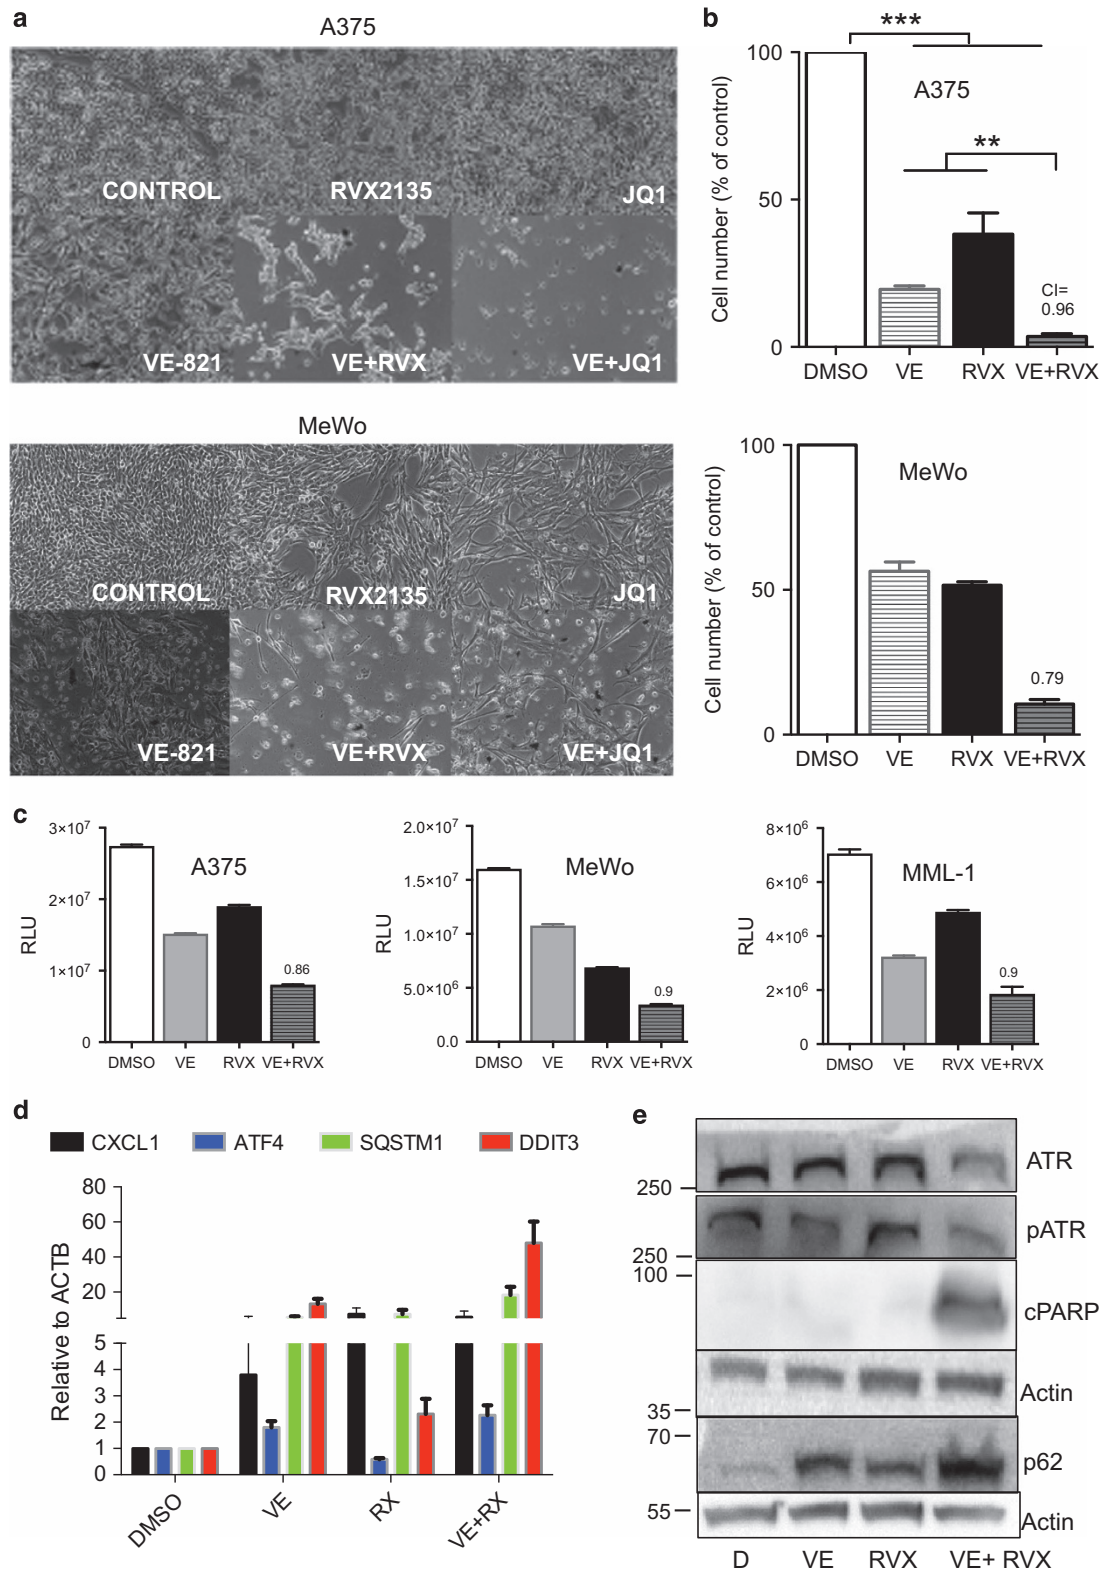 a
A375
CONTROL
RVX2135
JQ1
VE-821
VE+RVX
VE+JQ1
MeWo
CONTROL
RVX2135
JQ1
VE-821
VE+RVX
VE+JQ1
b
***
A375
**
CI=
0.96
Cell number (% of control)
100
50
0
DMSO VE RVX VE+RVX
MeWo
0.79
Cell number (% of control)
100
50
0
DMSO VE RVX VE+RVX
c
A375
RLU
3×10⁷
2×10⁷
1×10⁷
0
0.86
DMSO VE RVX VE+RVX
MeWo
RLU
2.0×10⁷
1.5×10⁷
1.0×10⁷
5.0×10⁶
0.0
0.9
DMSO VE RVX VE+RVX
MML-1
RLU
8×10⁶
6×10⁶
4×10⁶
2×10⁶
0
0.9
DMSO VE RVX VE+RVX
d
CXCL1 ATF4 SQSTM1 DDIT3
Relative to ACTB
80
60
40
20
5
4
3
2
1
0
DMSO VE RX VE+RX
e
ATR
250
pATR
250
100
cPARP
Actin
35
70
p62
55
Actin
D VE RVX VE+ RVX